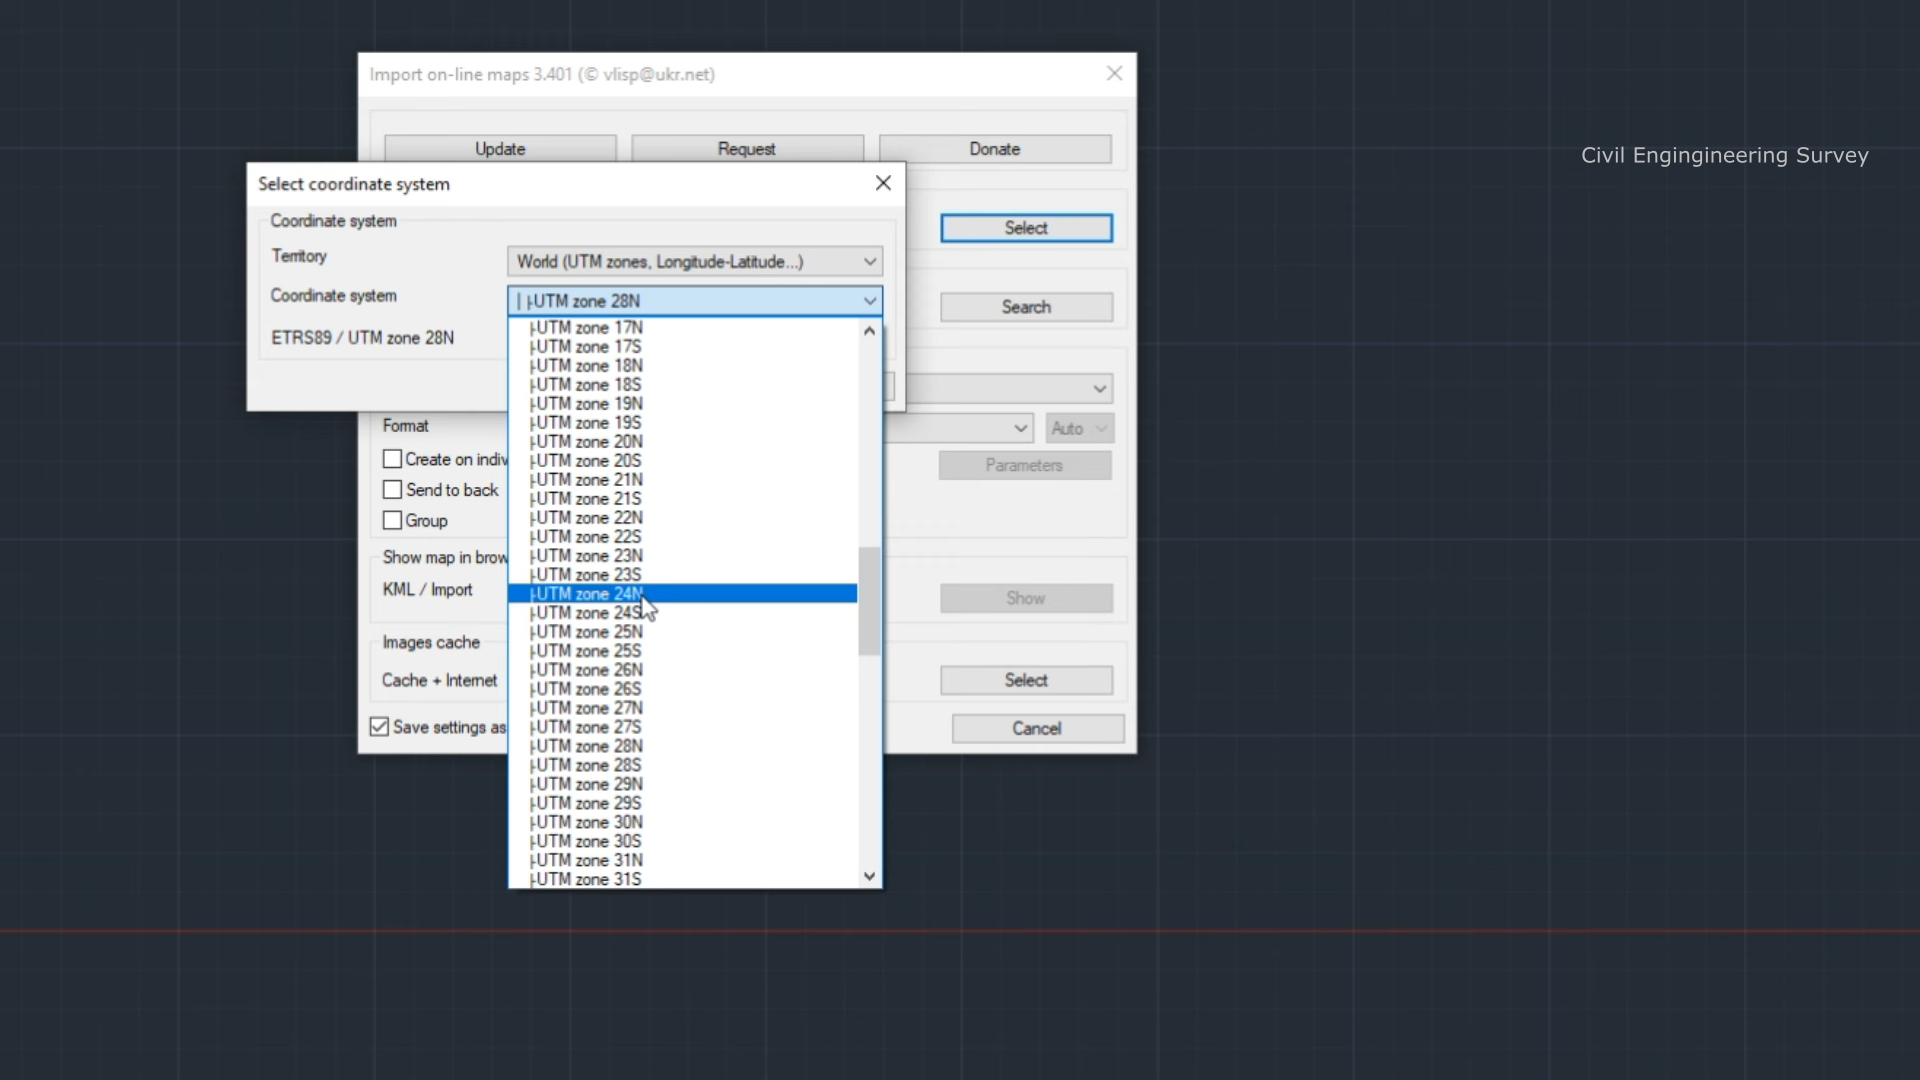 Import on-line maps 3.401 (© vlisp@ukr.net)
Update
Request
Donate
Civil Engingineering Survey
Select coordinate system
Coordinate system
Select
Territory
World (UTM zones, Longitude-Latitude...)
Coordinate system
UTM zone 28N
Search
ETRS89 / UTM zone 28N
UTM zone 17N
UTM zone 17S
UTM zone 18N
UTM zone 18S
UTM zone 19N
UTM zone 19S
UTM zone 20N
UTM zone 20S
UTM zone 21N
UTM zone 21S
UTM zone 22N
UTM zone 22S
UTM zone 23N
UTM zone 23S
UTM zone 24N
UTM zone 24S
UTM zone 25N
UTM zone 25S
UTM zone 26N
UTM zone 26S
UTM zone 27N
UTM zone 27S
UTM zone 28N
UTM zone 28S
UTM zone 29N
UTM zone 29S
UTM zone 30N
UTM zone 30S
UTM zone 31N
UTM zone 31S
Format
Auto
Create on indiv
Parameters
Send to back
Group
Show map in brow
KML / Import
Show
Images cache
Cache + Internet
Select
Save settings as
Cancel